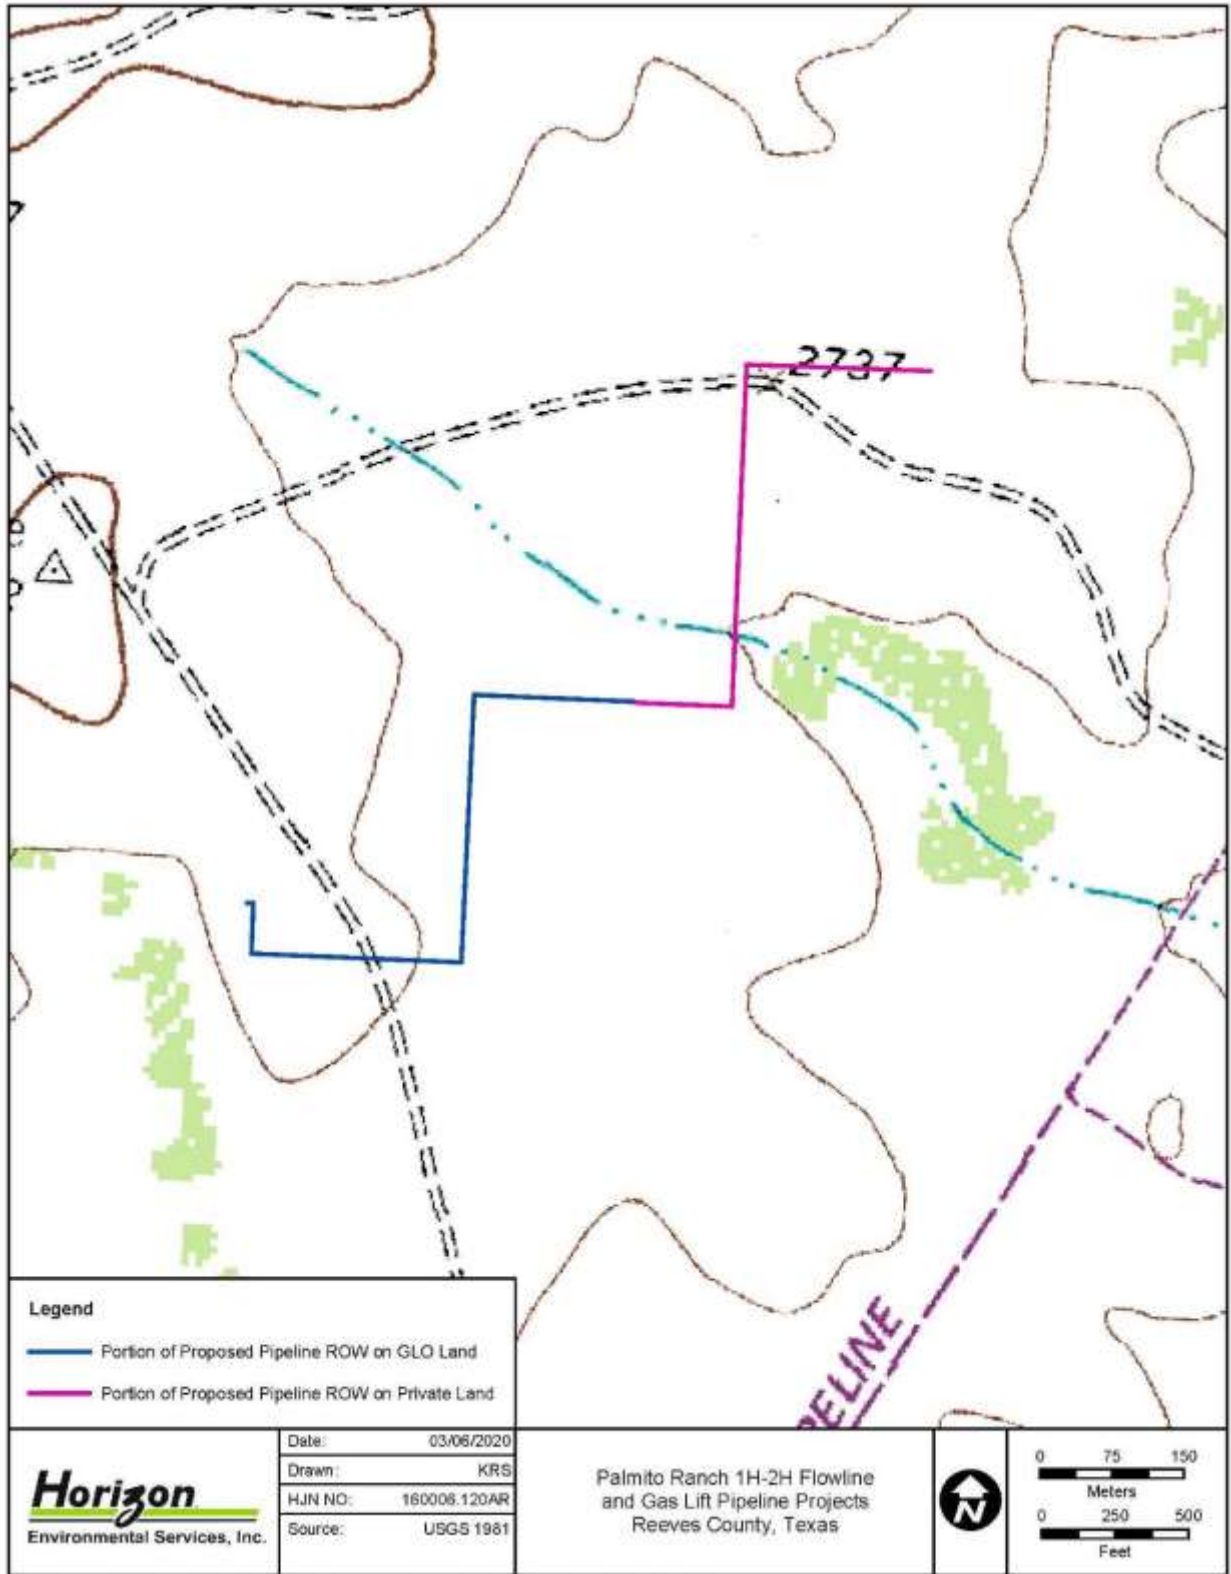 2737
PELINE
Legend
Portion of Proposed Pipeline ROW on GLO Land
Portion of Proposed Pipeline ROW on Private Land
Horizon
Environmental Services, Inc.
Date: 03/06/2020
Drawn: KRS
HJN NO: 160006.120AR
Source: USGS 1981
Palmito Ranch 1H-2H Flowline
and Gas Lift Pipeline Projects
Reeves County, Texas
N
0 75 150
Meters
0 250 500
Feet